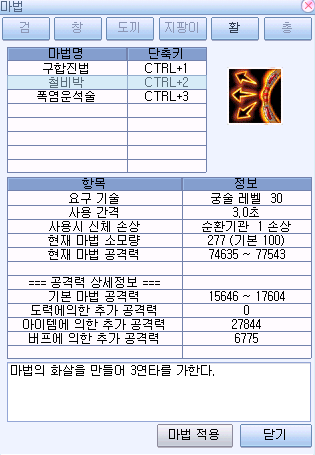 마법
검 창 도끼 지팡이 활 총
마법명 단축키
구합진법 CTRL+1
철비박 CTRL+2
폭염운석술 CTRL+3
항목 정보
요구 기술 궁술 레벨 30
사용 간격 3,0초
사용시 신체 손상 순환기관 1 손상
현재 마법 소모량 277 (기본 100)
현재 마법 공격력 74635 ~ 77543
=== 공격력 상세정보 ===
기본 마법 공격력 15646 ~ 17604
도력에의한 추가 공격력 0
아이템에 의한 추가 공격력 27844
버프에 의한 추가 공격력 6775
마법의 화살을 만들어 3연타를 가한다.
마법 적용 닫기